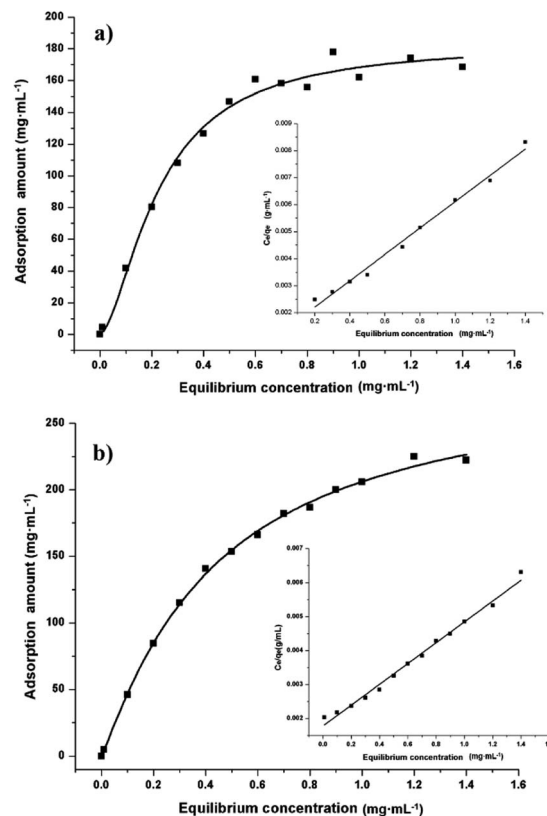 a)
Adsorption amount (mg·mL⁻¹)
200
180
160
140
120
100
80
60
40
20
0
0.0 0.2 0.4 0.6 0.8 1.0 1.2 1.4 1.6
Equilibrium concentration (mg·mL⁻¹)
Ce/qe (g·mL⁻¹)
0.009
0.008
0.007
0.006
0.005
0.004
0.003
0.002
0.2 0.4 0.6 0.8 1.0 1.2 1.4
Equilibrium concentration (mg·mL⁻¹)
b)
Adsorption amount (mg·mL⁻¹)
250
200
150
100
50
0
0.0 0.2 0.4 0.6 0.8 1.0 1.2 1.4 1.6
Equilibrium concentration (mg·mL⁻¹)
Ce/qe(g/mL)
0.007
0.006
0.005
0.004
0.003
0.002
0.0 0.2 0.4 0.6 0.8 1.0 1.2 1.4 1.6
Equilibrium concentration (mg·mL⁻¹)